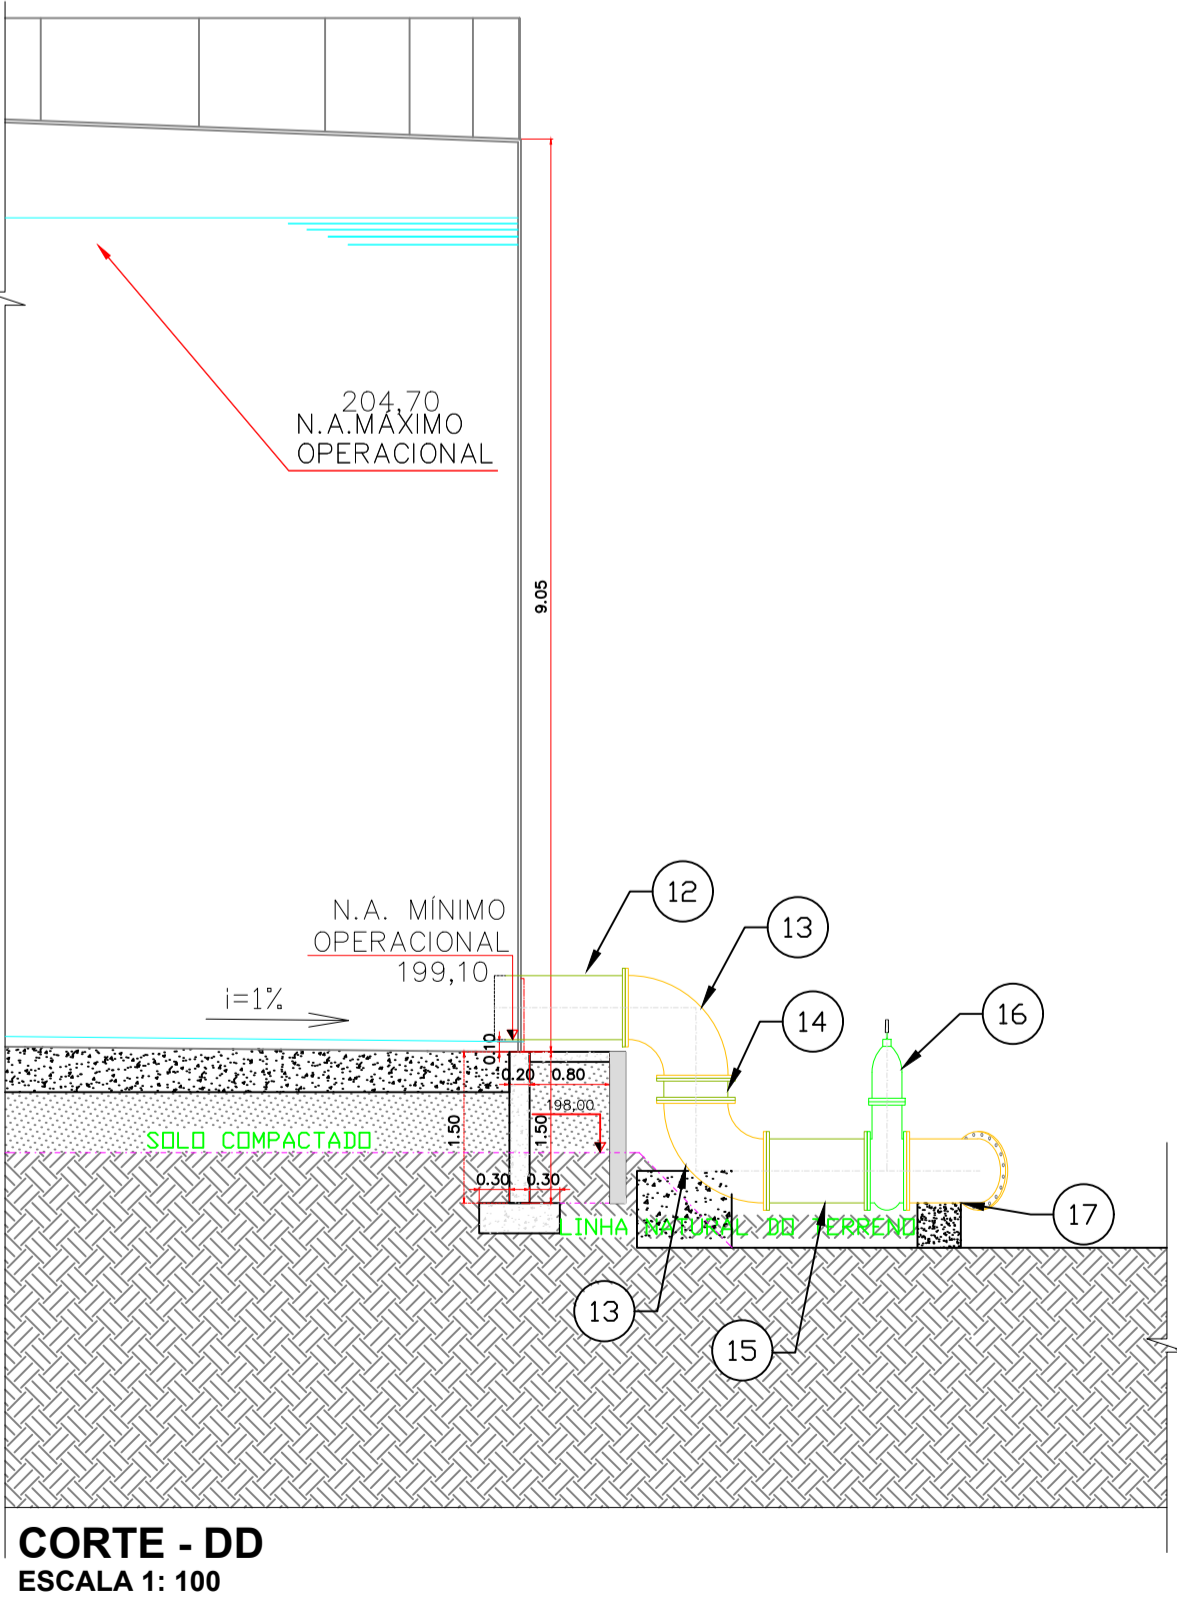 204,70
N.A.MÁXIMO
OPERACIONAL
9.05
12
N.A. MÍNIMO
OPERACIONAL
199,10
13
i=1%
14
16
0.10
0.20
0.80
198,00
SOLO COMPACTADO
1.50
1.50
0.30
0.30
17
LINHA NATURAL DO TERRENO
13
15
CORTE - DD
ESCALA 1: 100